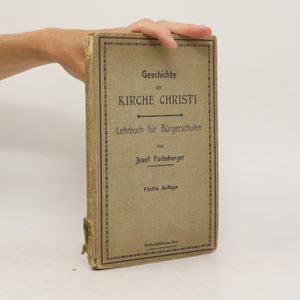 Geschichte
der
KIRCHE CHRISTI
Lehrbuch für Bürgerschulen
von
Josef Fuchsberger
Fünfte Auflage